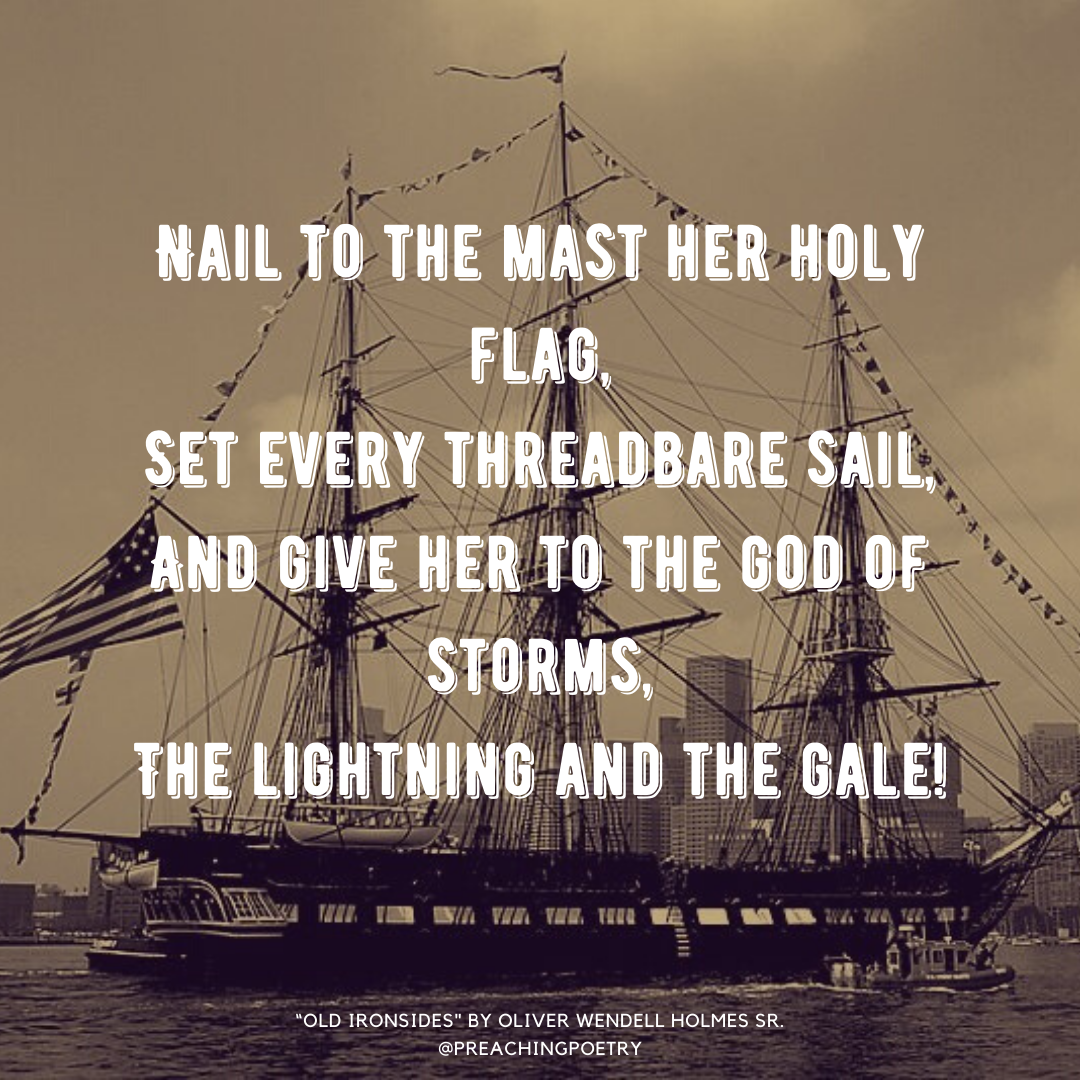 Nail to the mast her holy
flag,
Set every threadbare sail,
And give her to the god of
storms,
The lightning and the gale!
“OLD IRONSIDES" BY OLIVER WENDELL HOLMES SR.
@PREACHINGPOETRY